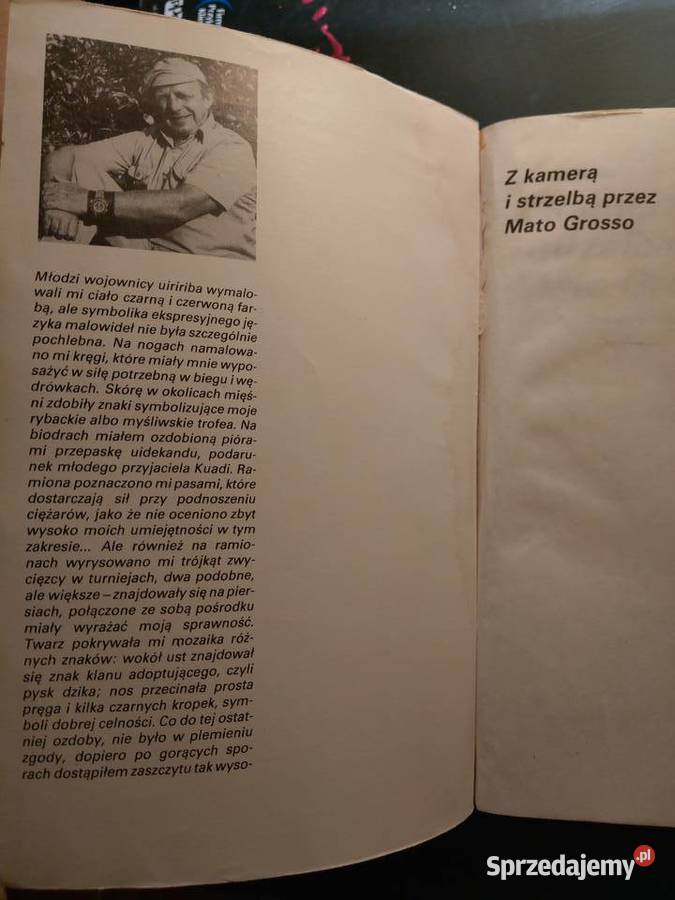 Młodzi wojownicy uiririba wymalo-
wali mi ciało czarną i czerwoną far-
bą, ale symbolika ekspresyjnego ję-
zyka malowideł nie była szczególnie
pochlebna. Na nogach namalowa-
no mi kręgi, które miały mnie wypo-
sażyć w siłę potrzebną w biegu i wę-
drówkach. Skórę w okolicach mięś-
ni zdobiły znaki symbolizujące moje
rybackie albo myśliwskie trofea. Na
biodrach miałem ozdobioną pióra-
mi przepaskę uidekandu, podaru-
nek młodego przyjaciela Kuadi. Ra-
miona poznaczono mi pasami, które
dostarczają sił przy podnoszeniu
ciężarów, jako że nie oceniono zbyt
wysoko moich umiejętności w tym
zakresie... Ale również na ramio-
nach wyrysowano mi trójkąt zwy-
cięzcy w turniejach, dwa podobne,
ale większe – znajdowały się na pier-
siach, połączone ze sobą pośrodku
miały wyrażać moją sprawność.
Twarz pokrywała mi mozaika róż-
nych znaków: wokół ust znajdował
się znak klanu adoptującego, czyli
pysk dzika; nos przecinała prosta
pręga i kilka czarnych kropek, sym-
boli dobrej celności. Co do tej ostat-
niej ozdoby, nie było w plemieniu
zgody, dopiero po gorących spo-
rach dostąpiłem zaszczytu tak wyso-
Z kamerą
i strzelbą przez
Mato Grosso
Sprzedajemy.pl